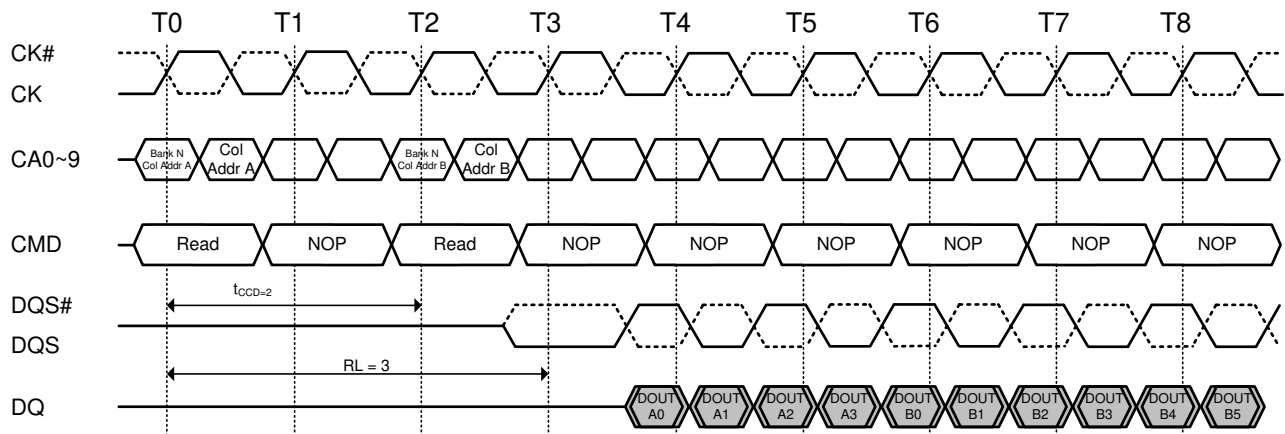 T0 T1 T2 T3 T4 T5 T6 T7 T8
CK#
CK
CA0~9
Bank N
Col Addr A
Col
Addr A
Bank N
Col Addr B
Col
Addr B
CMD Read NOP Read NOP NOP NOP NOP NOP NOP
tCCD=2
DQS#
DQS
RL = 3
DQ
DOUT A0
DOUT A1
DOUT A2
DOUT A3
DOUT B0
DOUT B1
DOUT B2
DOUT B3
DOUT B4
DOUT B5